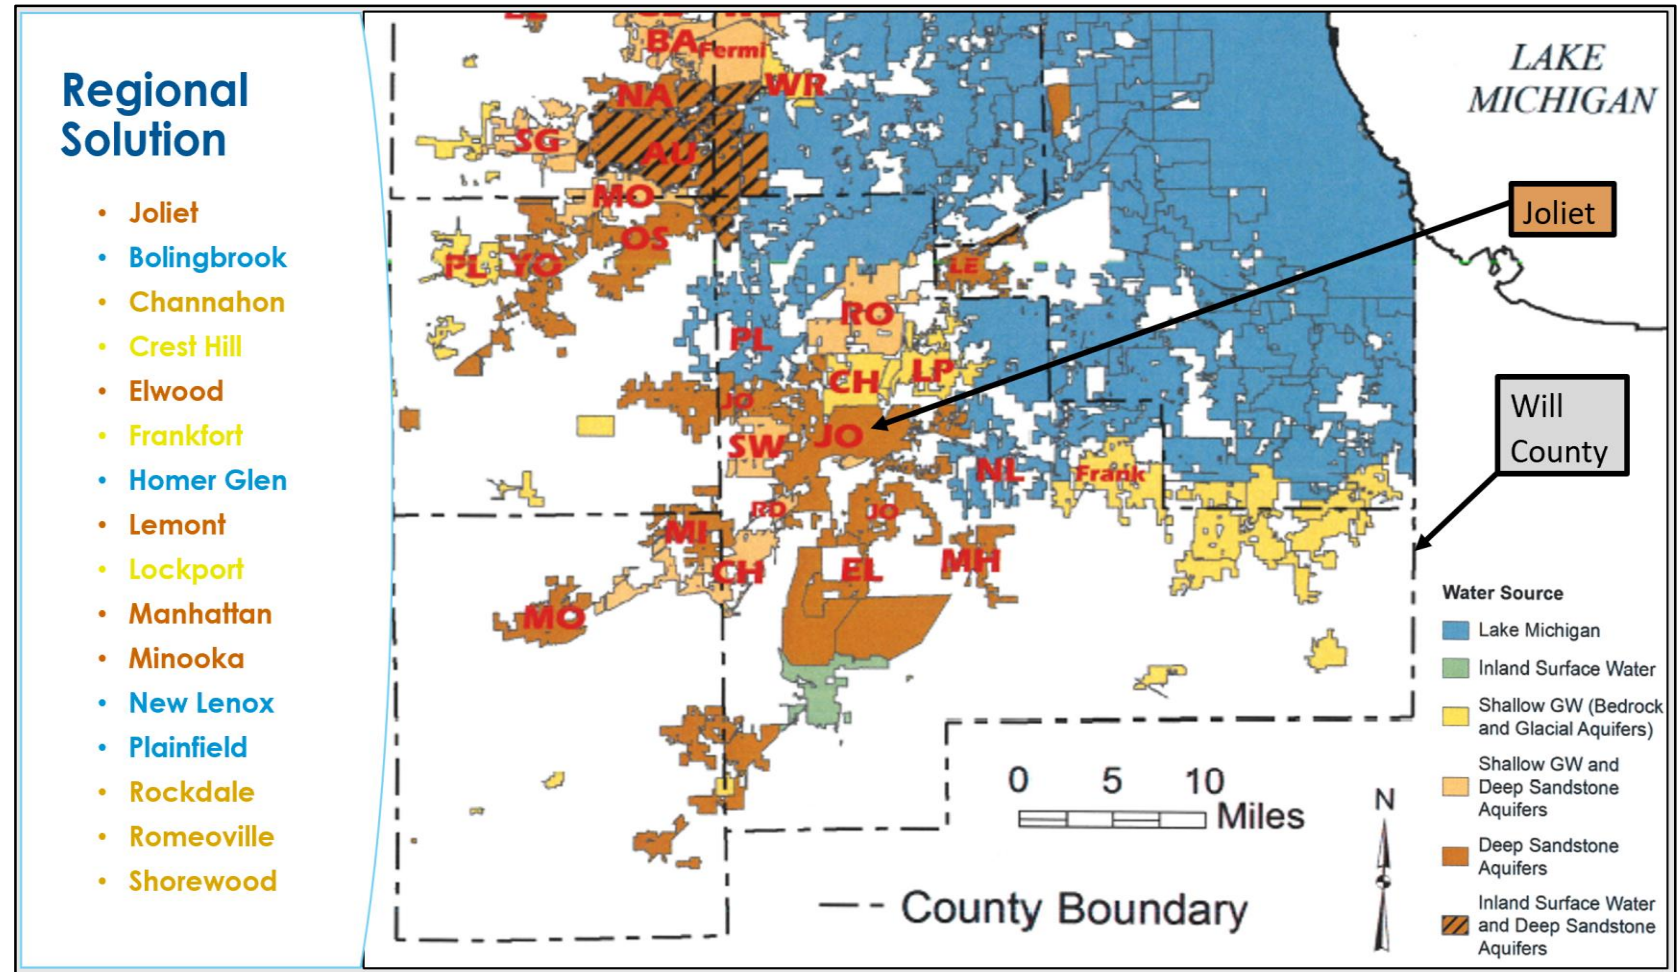 Regional
Solution
• Joliet
• Bolingbrook
• Channahon
• Crest Hill
• Elwood
• Frankfort
• Homer Glen
• Lemont
• Lockport
• Manhattan
• Minooka
• New Lenox
• Plainfield
• Rockdale
• Romeoville
• Shorewood
BA
Fermi
NA
WR
SG
AU
MO
OS
PL
YO
LE
RO
PL
CH
LP
JO
SW
JO
NL
Frank
RD
JO
MI
CH
EL
MH
MO
LAKE
MICHIGAN
Joliet
Will
County
Water Source
Lake Michigan
Inland Surface Water
Shallow GW (Bedrock
and Glacial Aquifers)
Shallow GW and
Deep Sandstone
Aquifers
Deep Sandstone
Aquifers
Inland Surface Water
and Deep Sandstone
Aquifers
0 5 10
Miles
N
County Boundary